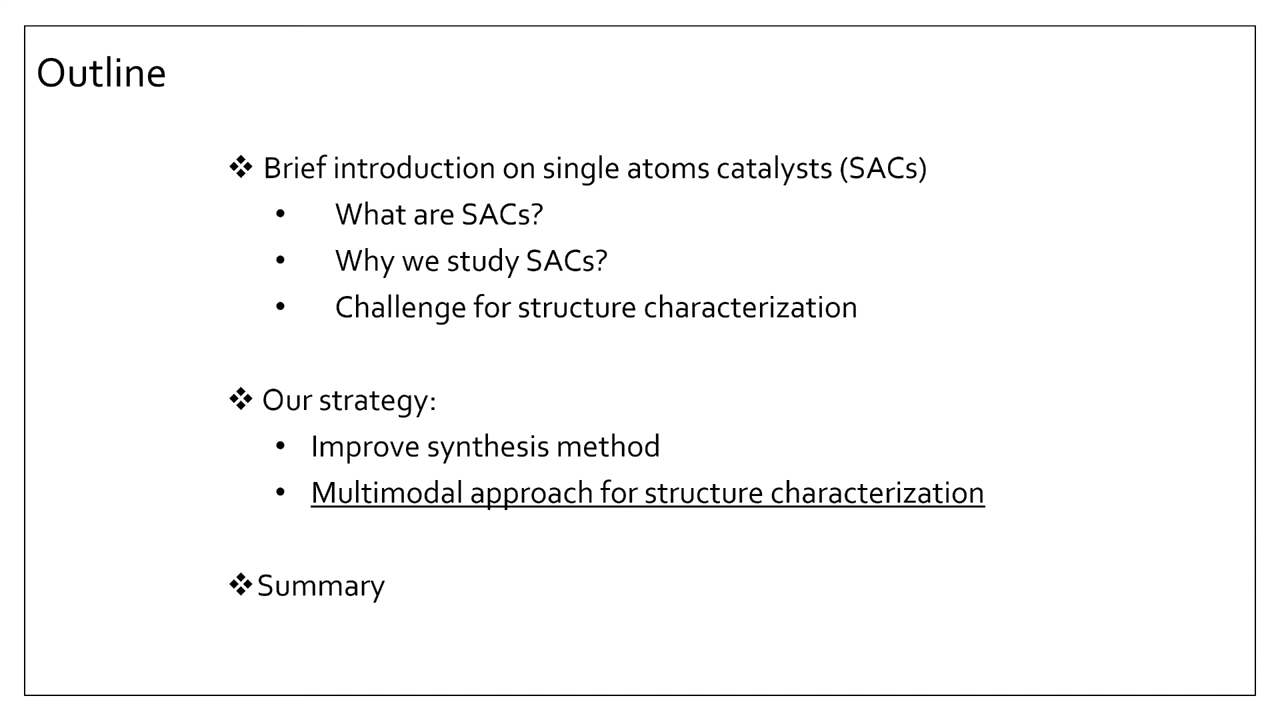 Outline
❖ Brief introduction on single atoms catalysts (SACs)
• What are SACs?
• Why we study SACs?
• Challenge for structure characterization
❖ Our strategy:
• Improve synthesis method
• Multimodal approach for structure characterization
❖ Summary